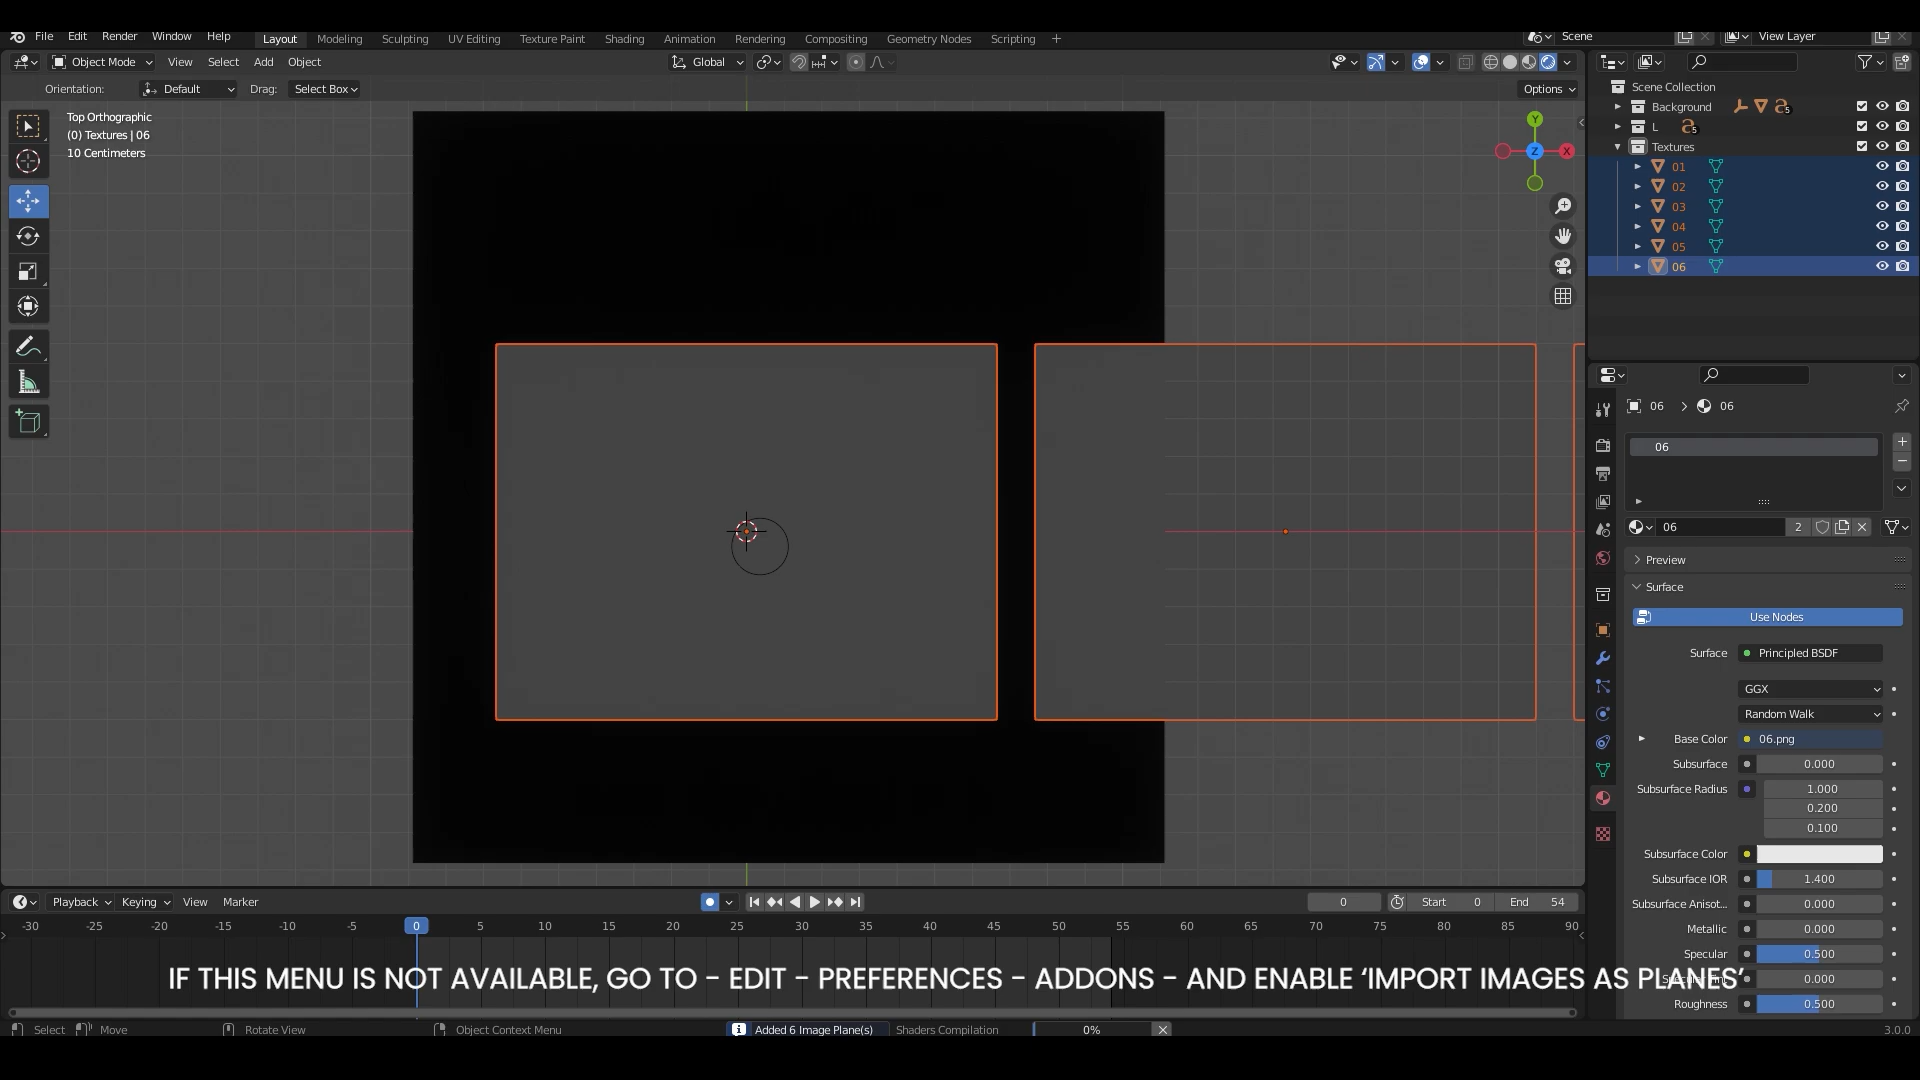 File Edit Render Window Help Layout Modeling Sculpting UV Editing Texture Paint Shading Animation Rendering Compositing Geometry Nodes Scripting + Scene View Layer
Object Mode View Select Add Object Global
Orientation: Default Drag: Select Box Options
Top Orthographic
(0) Textures | 06
10 Centimeters
Y
Z
X
Scene Collection
Background 5
L 5
Textures
01
02
03
04
05
06
06 > 06
06
06 2
Preview
Surface
Use Nodes
Surface Principled BSDF
GGX
Random Walk
Base Color 06.png
Subsurface 0.000
Subsurface Radius 1.000
0.200
0.100
Subsurface Color
Subsurface IOR 1.400
Subsurface Anisot... 0.000
Metallic 0.000
Specular 0.500
0.000
Roughness 0.500
Playback Keying View Marker 0 Start 0 End 54
-30 -25 -20 -15 -10 -5 0 5 10 15 20 25 30 35 40 45 50 55 60 65 70 75 80 85 90
IF THIS MENU IS NOT AVAILABLE, GO TO - EDIT - PREFERENCES - ADDONS - AND ENABLE ‘IMPORT IMAGES AS PLANES’
Select Move Rotate View Object Context Menu Added 6 Image Plane(s) Shaders Compilation 0% 3.0.0